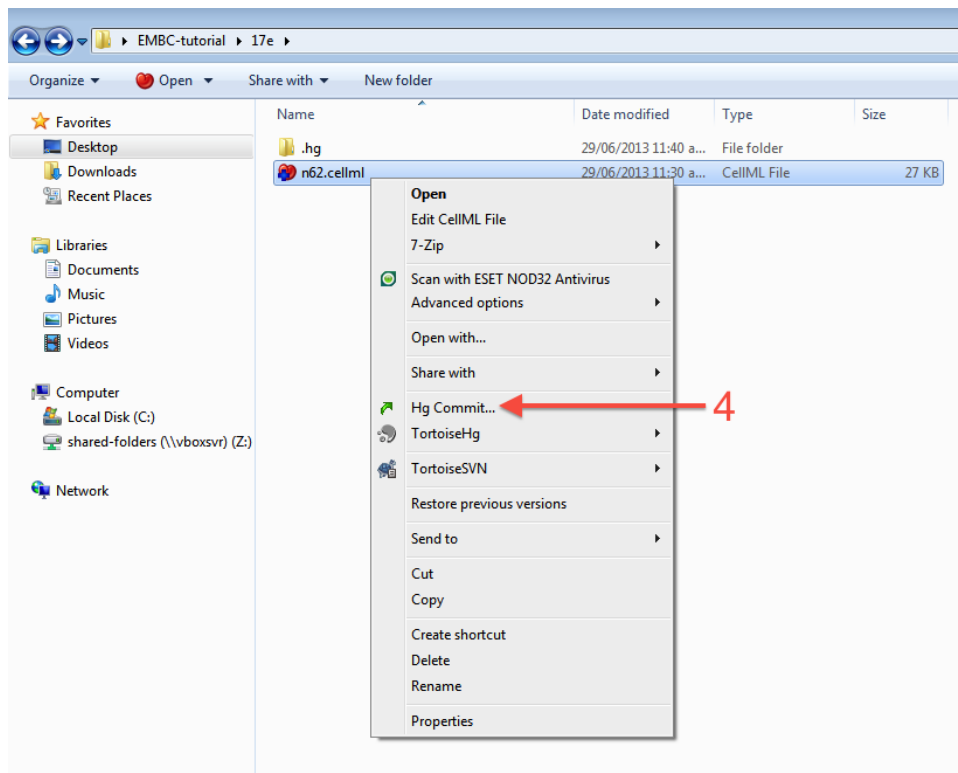 EMBC-tutorial 17e
Organize Open Share with New folder
Name Date modified Type Size
Favorites
Desktop
Downloads
Recent Places
Libraries
Documents
Music
Pictures
Videos
Computer
Local Disk (C:)
shared-folders (\\vboxsvr) (Z:)
Network
.hg 29/06/2013 11:40 a... File folder
n62.cellml 29/06/2013 11:30 a... CellML File 27 KB
Open
Edit CellML File
7-Zip
Scan with ESET NOD32 Antivirus
Advanced options
Open with...
Share with
Hg Commit... 4
TortoiseHg
TortoiseSVN
Restore previous versions
Send to
Cut
Copy
Create shortcut
Delete
Rename
Properties